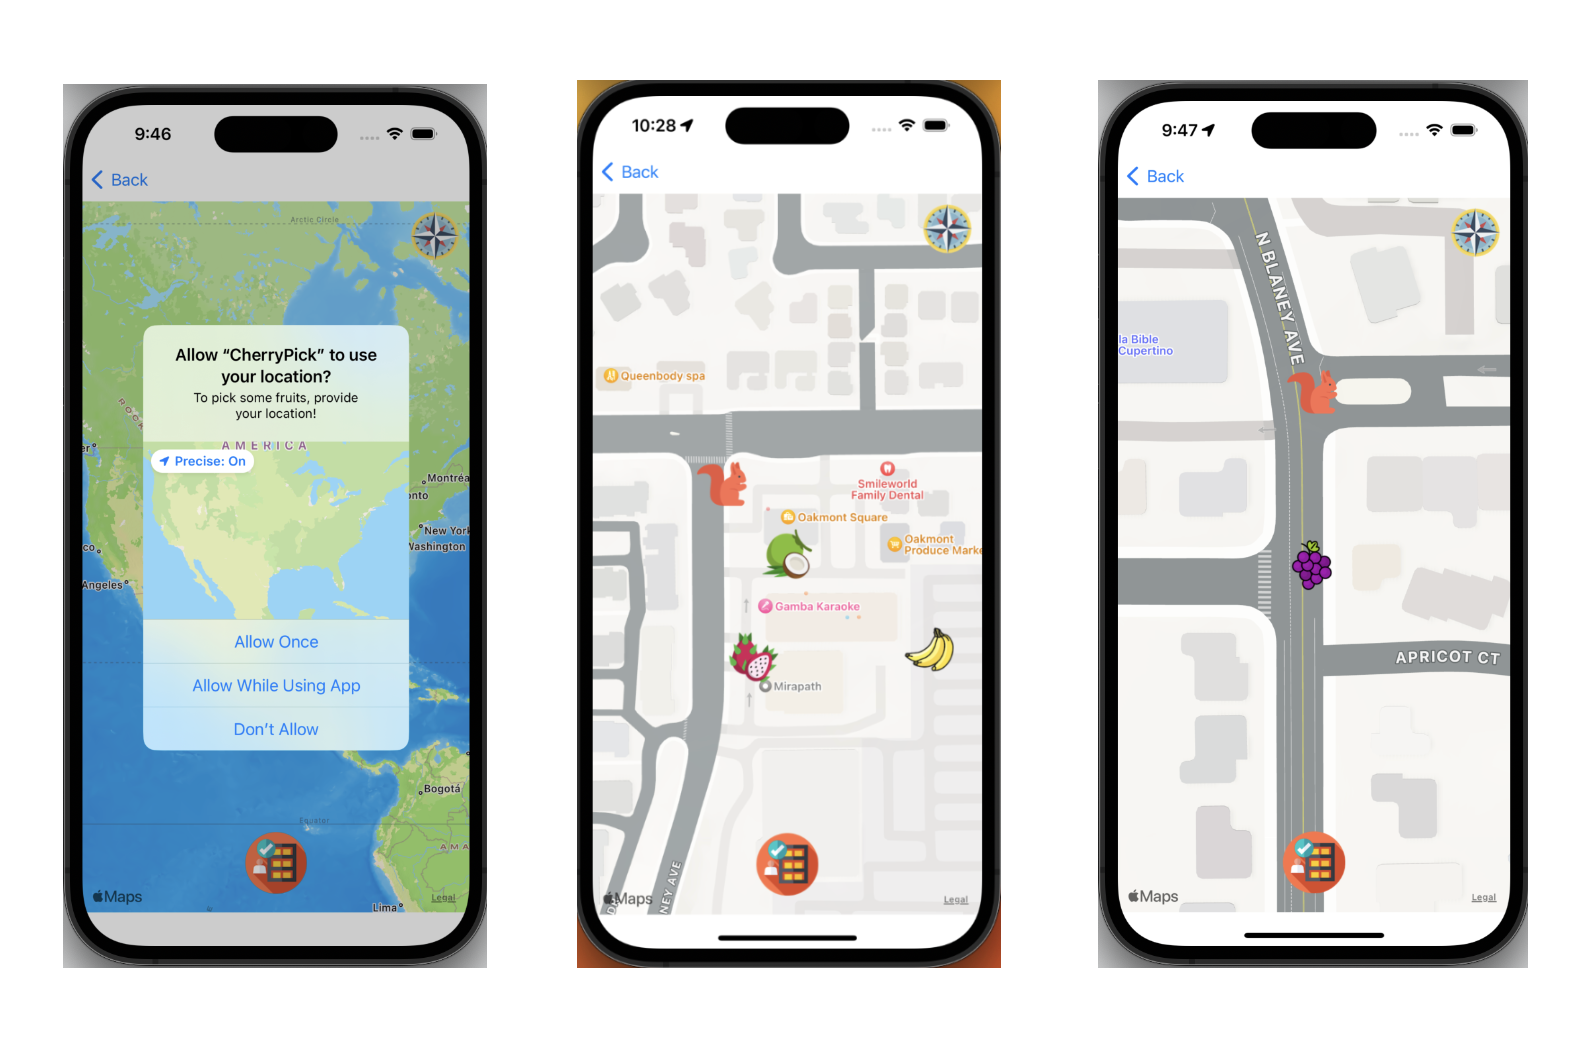 9:46
Back
Arctic Circle
Allow “CherryPick” to use
your location?
To pick some fruits, provide
your location!
AMERICA
Precise: On
Montréa
onto
New York
Washington
co
Angeles
Allow Once
Allow While Using App
Don’t Allow
Bogotá
Equator
AMA
Maps
Lima
Legal
10:28
Back
Queenbody spa
Smileworld
Family Dental
Oakmont Square
Oakmont
Produce Marke
Gamba Karaoke
Mirapath
NEY AVE
Maps
Legal
9:47
Back
N BLANEY AVE
la Bible
Cupertino
APRICOT CT
Maps
Legal